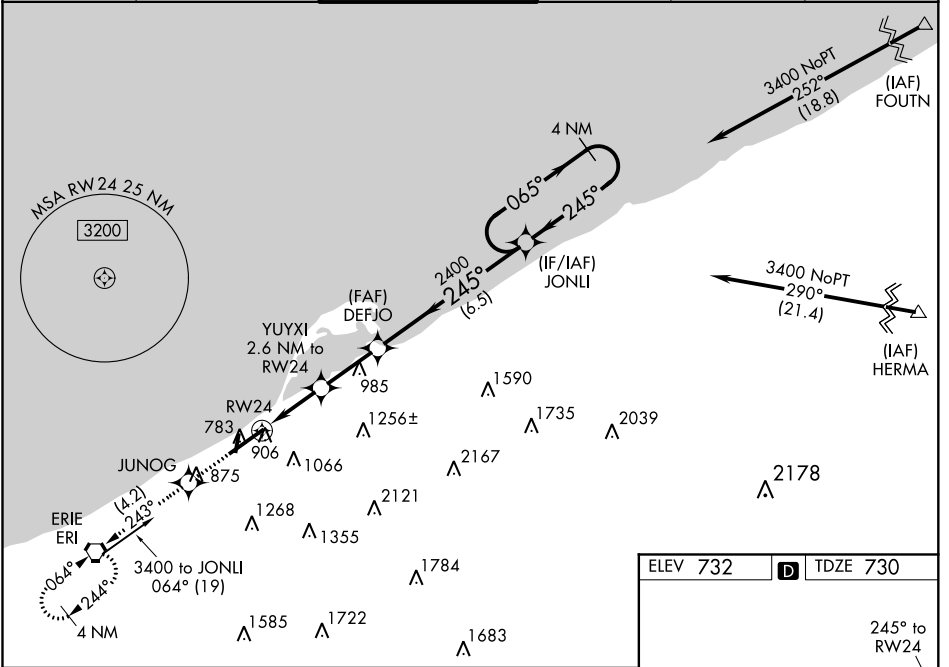 3400 NoPT
252°
(18.8)
(IAF)
FOUTN
4 NM
065°
245°
MSA RW24 25 NM
3200
(IF/IAF)
JONLI
2400
245°
(6.5)
3400 NoPT
290°
(21.4)
(IAF)
HERMA
(FAF)
DEFJO
YUYXI
2.6 NM to
RW24
985
1590
RW24
783
906
1256±
1735
2039
1066
2167
JUNOG
875
2178
(4.2)
243°
1268
2121
1355
ERIE
ERI
3400 to JONLI
064° (19)
064°
244°
4 NM
1784
1585
1722
1683
ELEV 732
D
TDZE 730
245° to
RW24